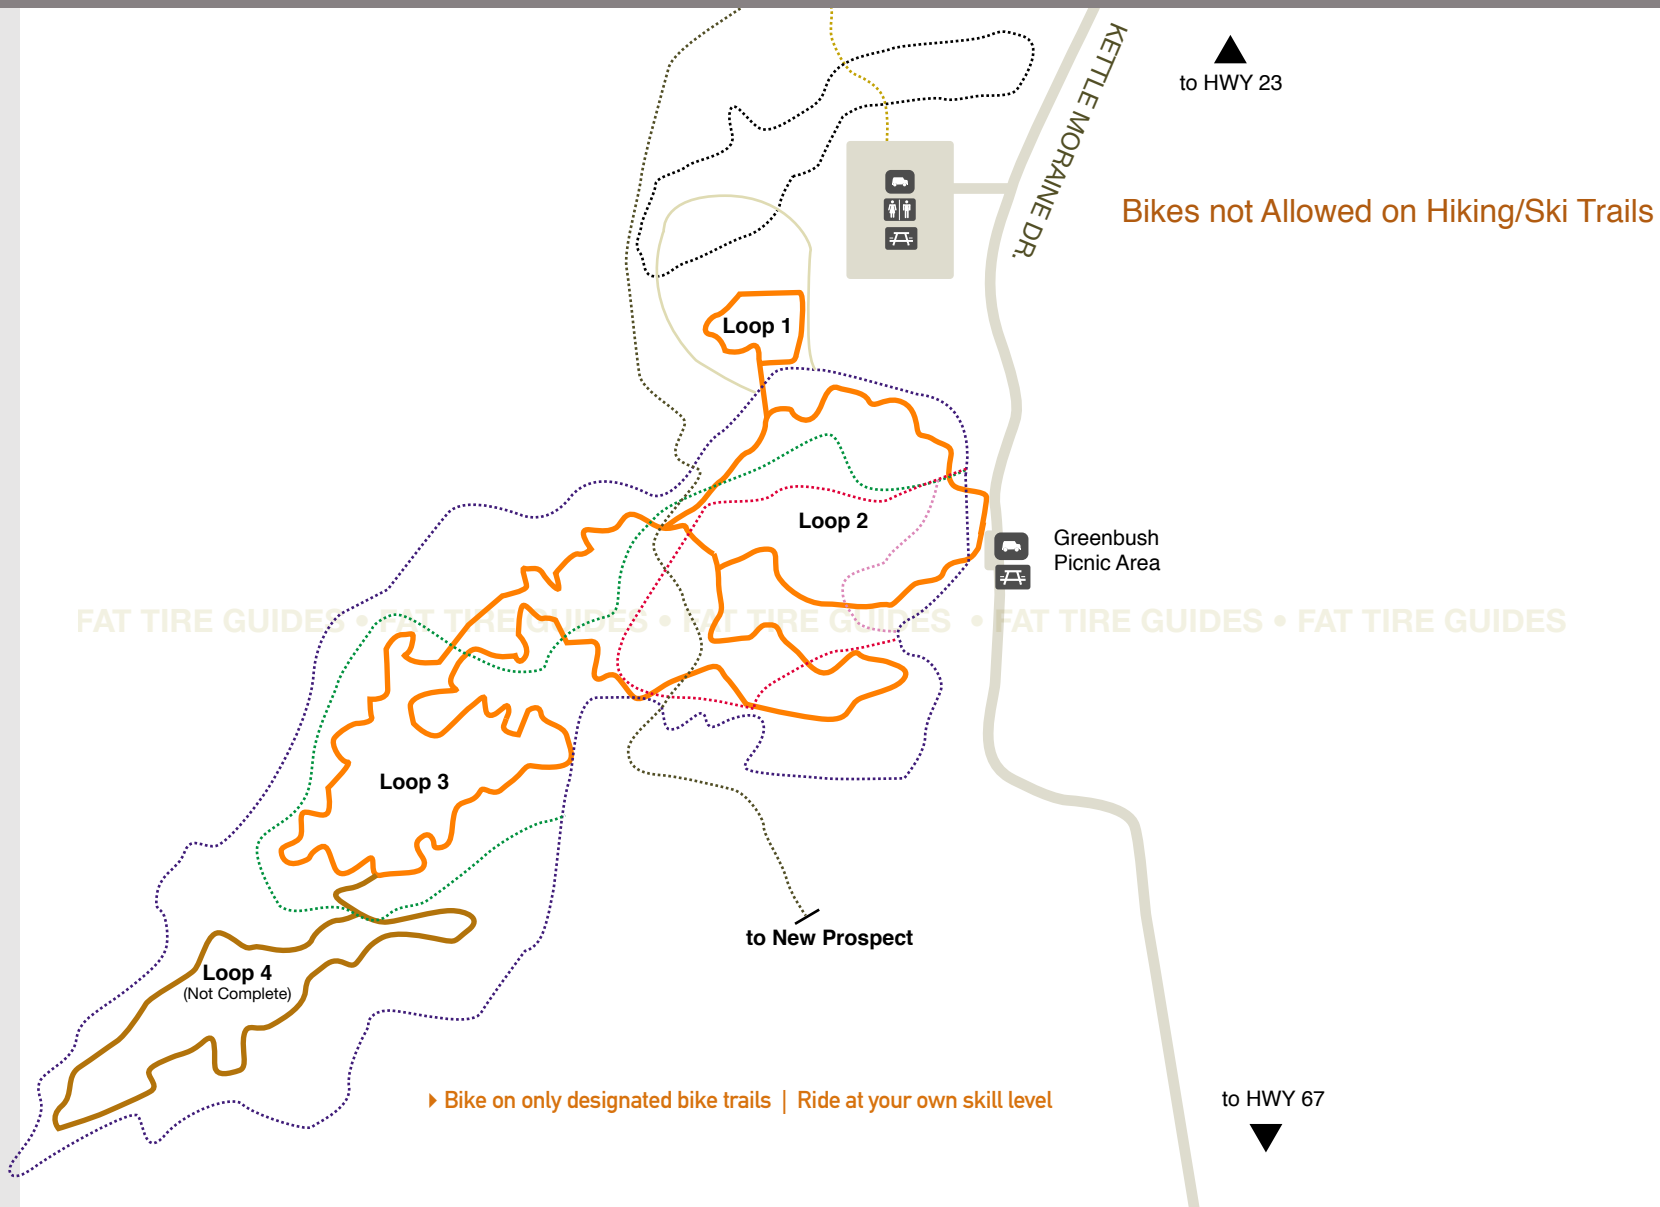 KETTLE MORAINE DR.
to HWY 23
Bikes not Allowed on Hiking/Ski Trails
Loop 1
Loop 2
Greenbush
Picnic Area
FAT TIRE GUIDES • FAT TIRE GUIDES • FAT TIRE GUIDES • FAT TIRE GUIDES • FAT TIRE GUIDES
Loop 3
to New Prospect
Loop 4
(Not Complete)
Bike on only designated bike trails | Ride at your own skill level
to HWY 67